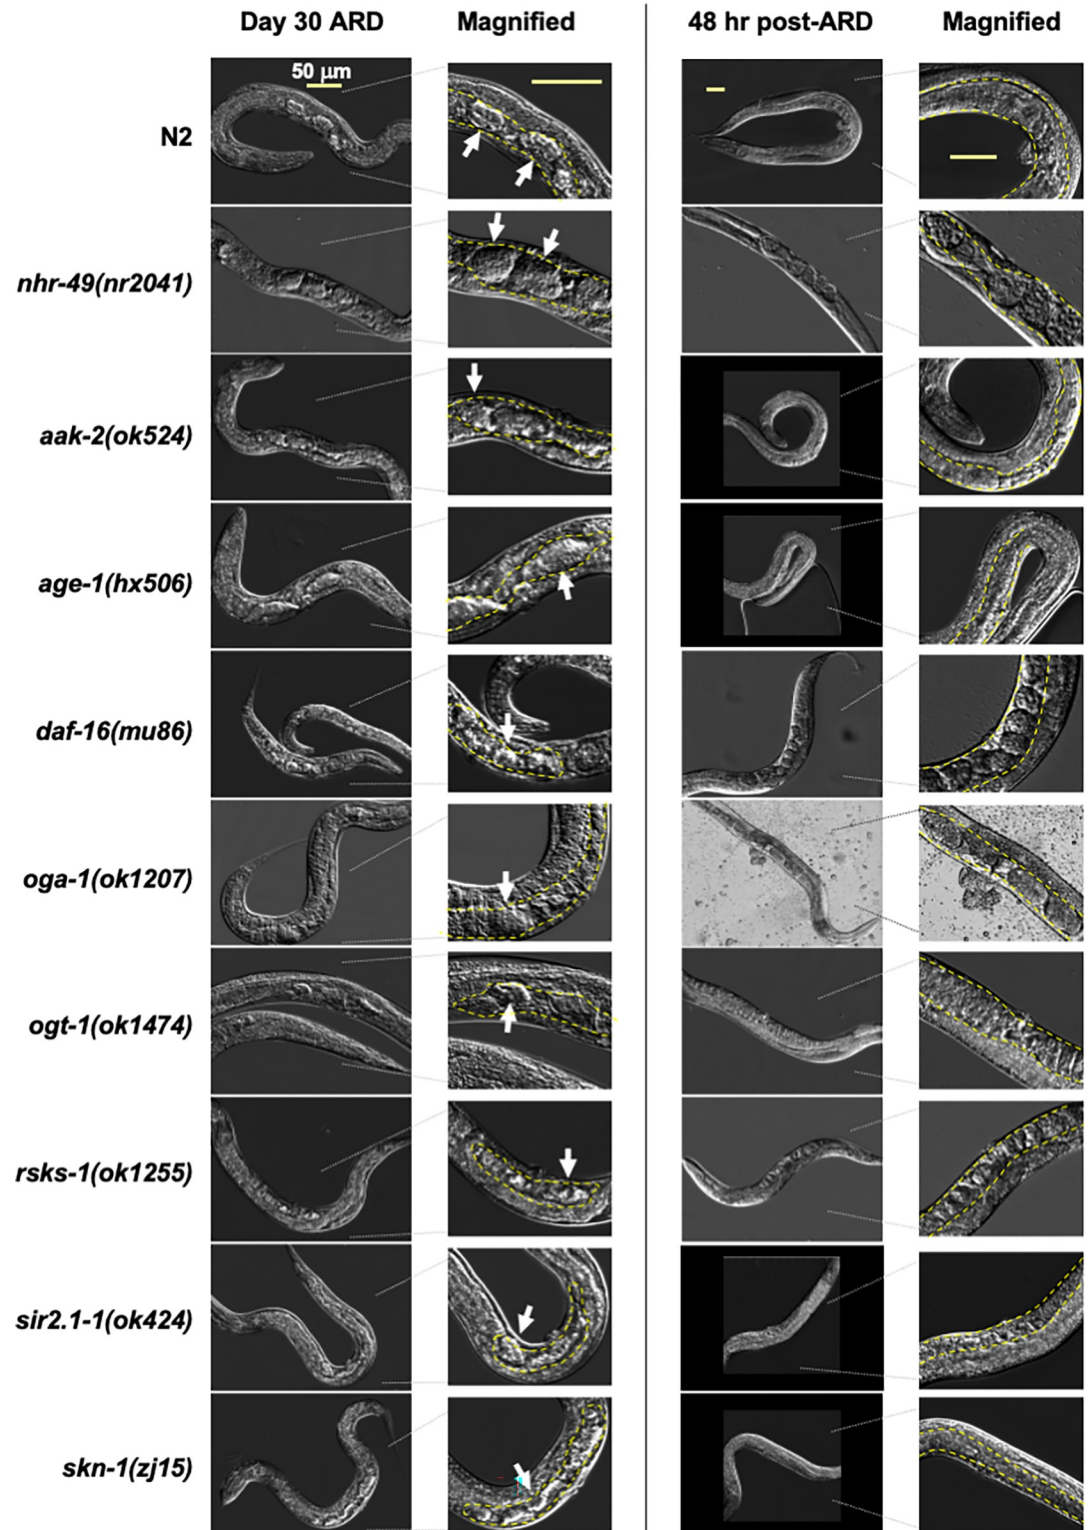 Day 30 ARD Magnified 48 hr post-ARD Magnified
50 μm
N2
nhr-49(nr2041)
aak-2(ok524)
age-1(hx506)
daf-16(mu86)
oga-1(ok1207)
ogt-1(ok1474)
rsks-1(ok1255)
sir2.1-1(ok424)
skn-1(zj15)